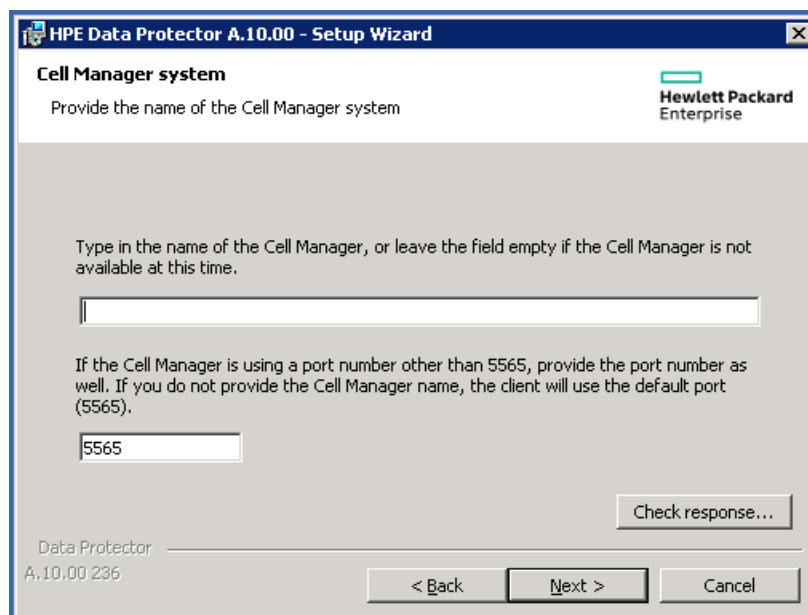 HPE Data Protector A.10.00 - Setup Wizard
Cell Manager system
Provide the name of the Cell Manager system
Hewlett Packard
Enterprise
Type in the name of the Cell Manager, or leave the field empty if the Cell Manager is not
available at this time.
If the Cell Manager is using a port number other than 5565, provide the port number as
well. If you do not provide the Cell Manager name, the client will use the default port
(5565).
5565
Check response...
Data Protector
A.10.00 236
< Back
Next >
Cancel